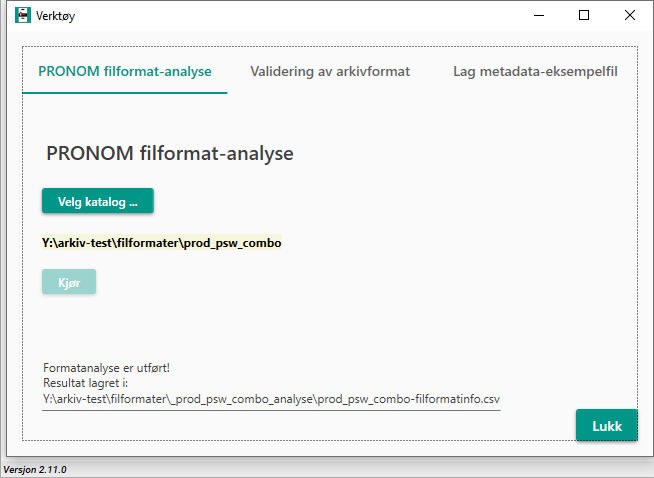 Verktøy
PRONOM filformat-analyse
Validering av arkivformat
Lag metadata-eksempelfil
PRONOM filformat-analyse
Velg katalog ...
Y:\arkiv-test\filformater\prod_psw_combo
Kjør
Formatanalyse er utført!
Resultat lagret i:
Y:\arkiv-test\filformater\_prod_psw_combo_analyse\prod_psw_combo-filformatinfo.csv
Lukk
Versjon 2.11.0